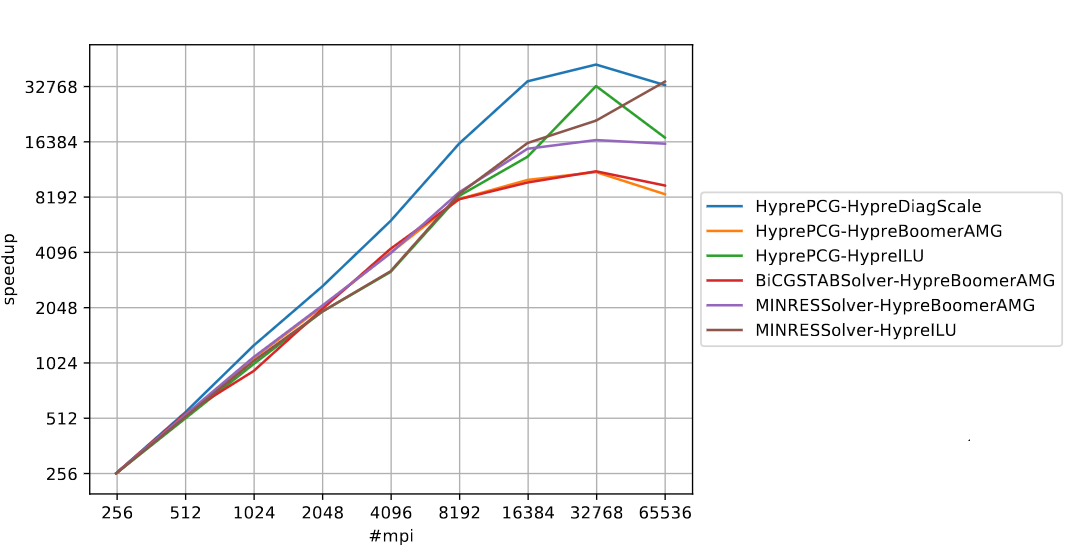 32768
16384
8192
4096
2048
1024
512
256
speedup
256 512 1024 2048 4096 8192 16384 32768 65536
#mpi
HyprePCG-HypreDiagScale
HyprePCG-HypreBoomerAMG
HyprePCG-HypreILU
BiCGSTABSolver-HypreBoomerAMG
MINRESSolver-HypreBoomerAMG
MINRESSolver-HypreILU